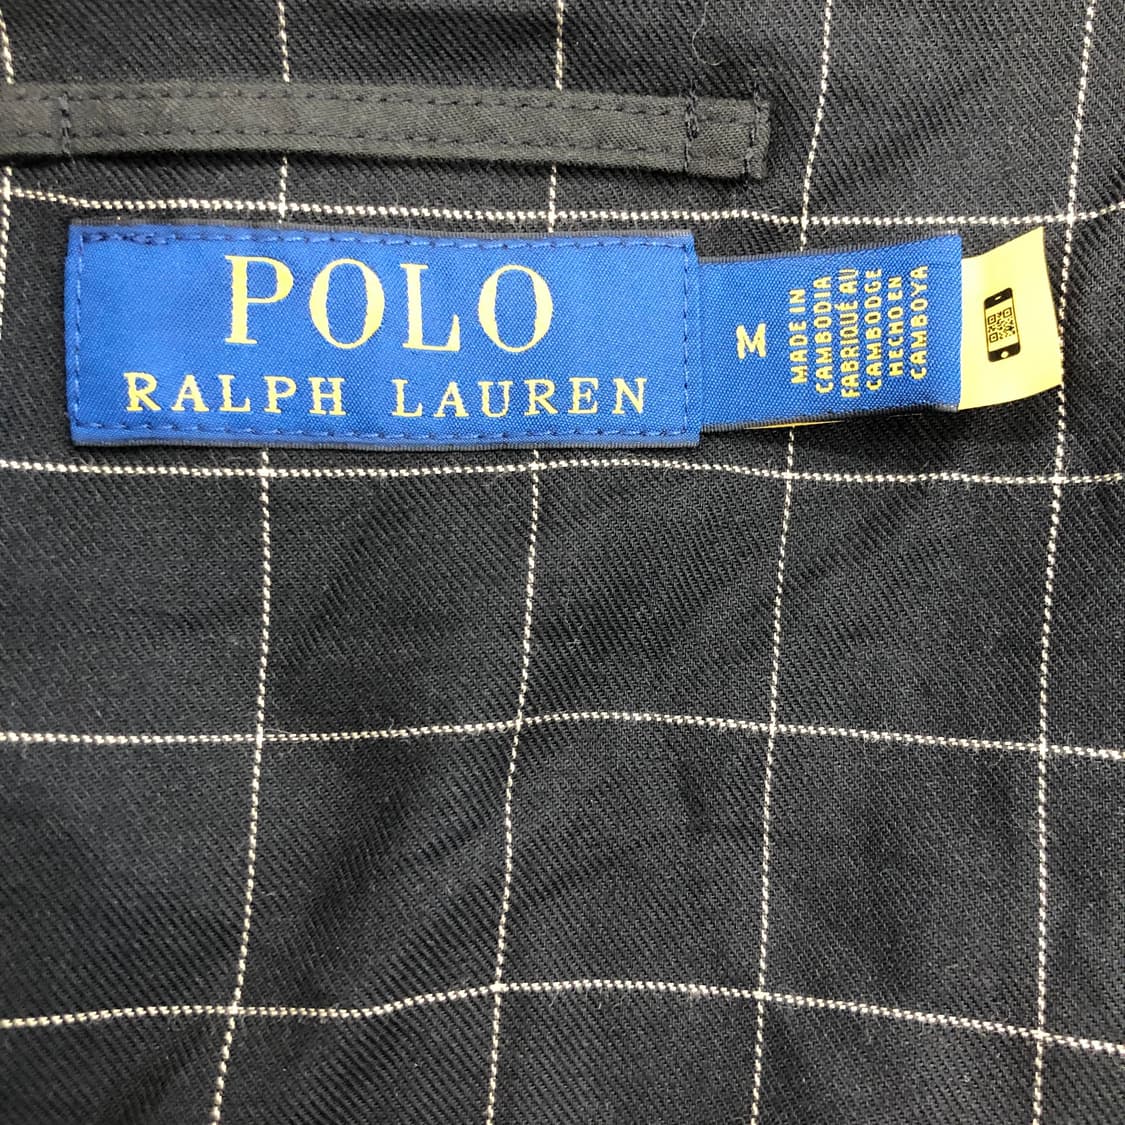 POLO
RALPH LAUREN
M
MADE IN
CAMBODIA
FABRIQUÉ AU
CAMBODGE
HECHO EN
CAMBOYA